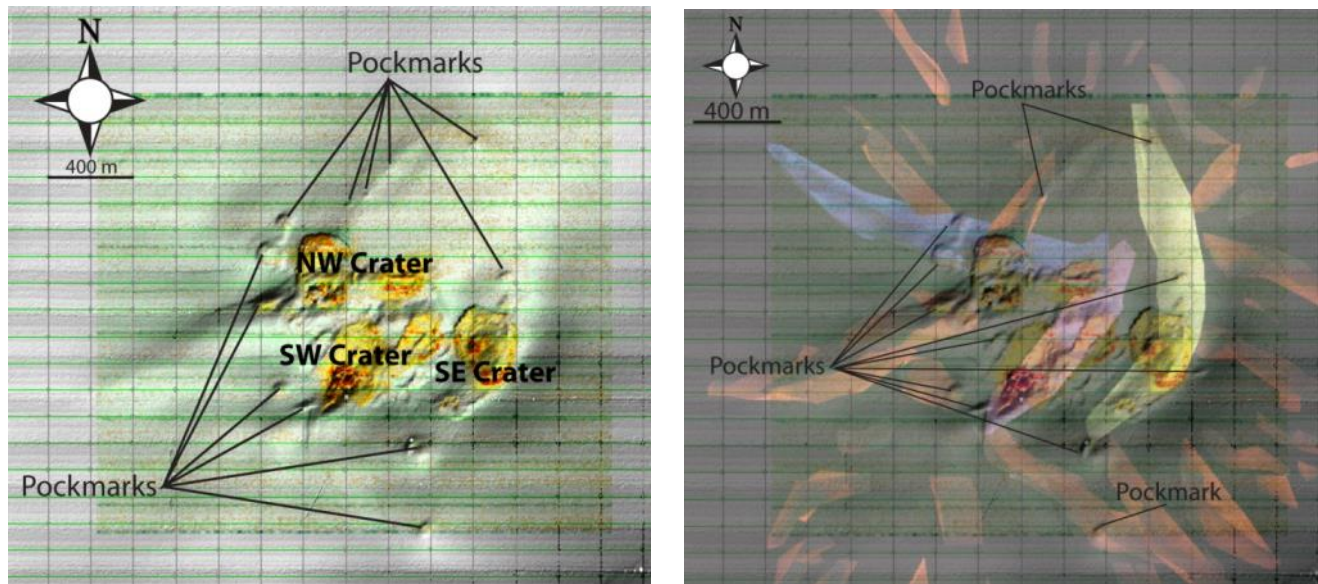 N
Pockmarks
400 m
NW Crater
SW Crater
SE Crater
Pockmarks
N
Pockmarks
400 m
Pockmarks
Pockmark